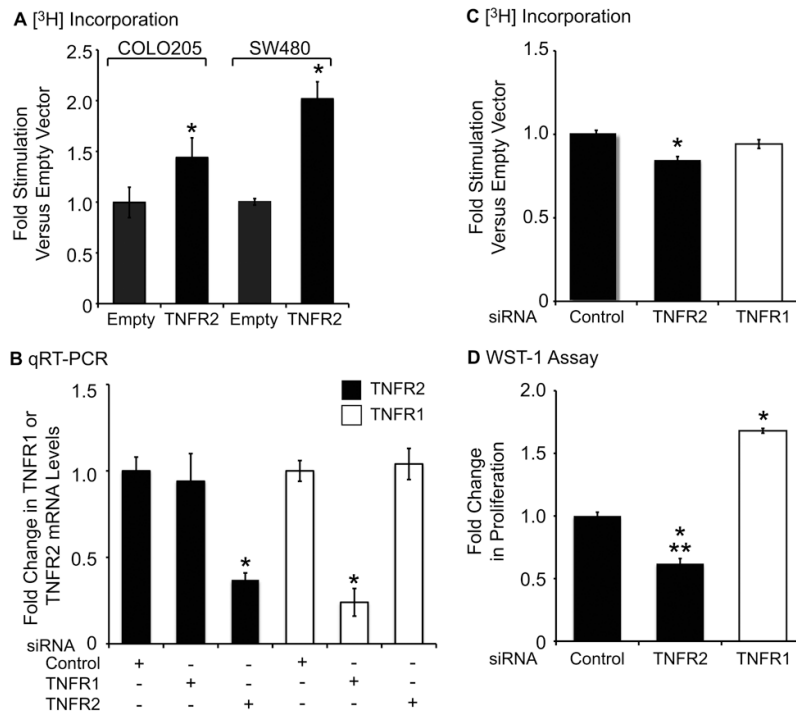 A [³H] Incorporation
COLO205 SW480
Fold Stimulation
Versus Empty Vector
2.5
2.0
1.5
1.0
0.5
0
* *
Empty TNFR2 Empty TNFR2
B qRT-PCR
TNFR2
TNFR1
Fold Change in TNFR1 or
TNFR2 mRNA Levels
1.5
1.0
0.5
0
* *
siRNA
Control + - - + - -
TNFR1 - + - - + -
TNFR2 - - + - - +
C [³H] Incorporation
Fold Stimulation
Versus Empty Vector
1.5
1.0
0.5
0
*
siRNA Control TNFR2 TNFR1
D WST-1 Assay
Fold Change
in Proliferation
2.0
1.5
1.0
0.5
0.0
*
**
*
siRNA Control TNFR2 TNFR1